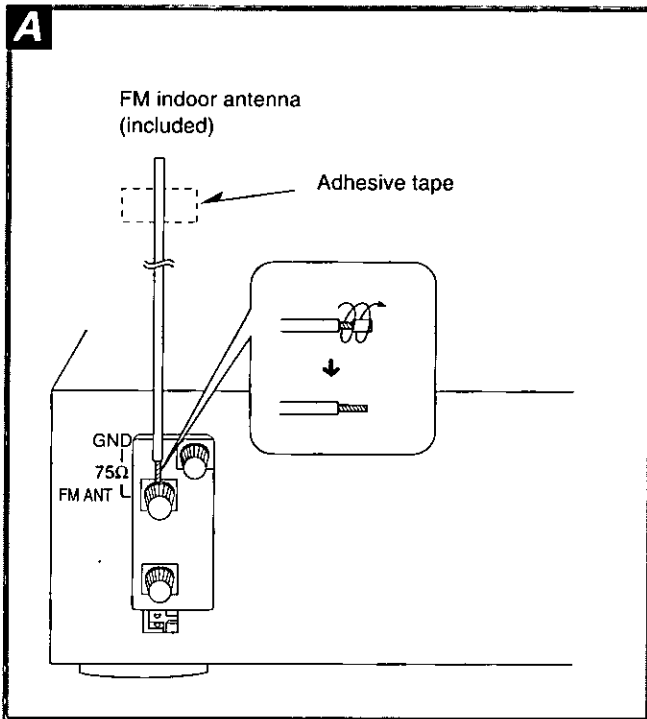 A
FM indoor antenna
(included)
Adhesive tape
GND
75Ω
FM ANT